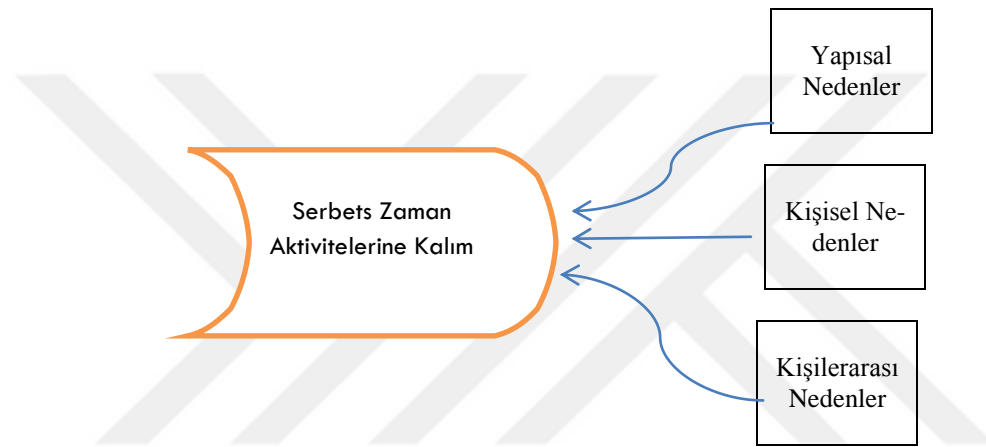 Yapısal
Nedenler
Serbets Zaman
Aktivitelerine Kalım
Kişisel Ne-
denler
Kişilerarası
Nedenler